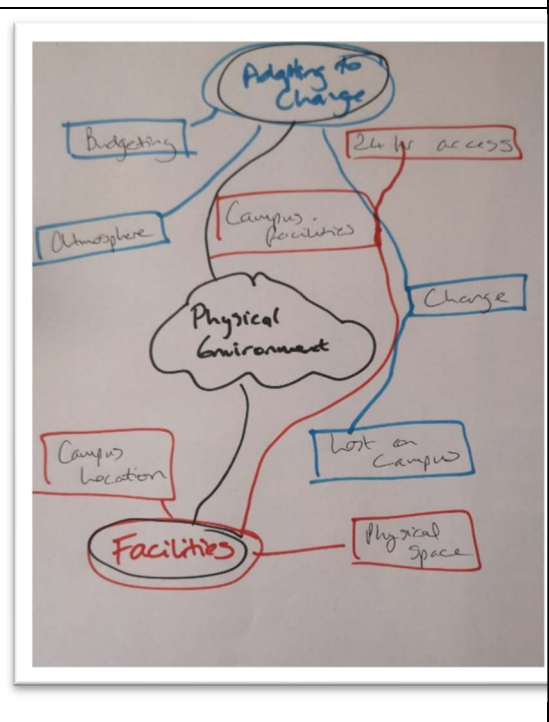 Adapting to
Change
Budgeting
24 hr access
Atmosphere
Campus.
facilities
Change
Physical
Environment
Lost on
Campus
Campus
Location
Facilities
Physical
Space